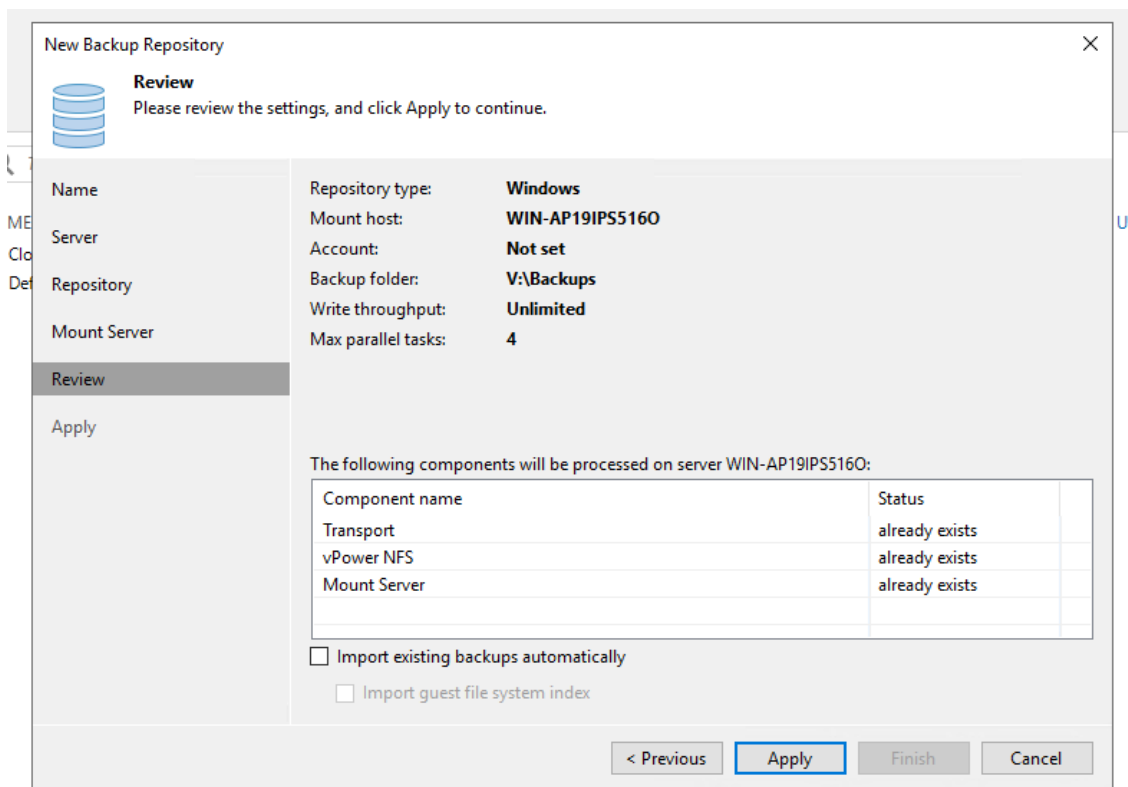 New Backup Repository
Review
Please review the settings, and click Apply to continue.
Name
Server
Repository
Mount Server
Review
Apply
ME
Clo
Def
U
Repository type: Windows
Mount host: WIN-AP19IPS516O
Account: Not set
Backup folder: V:\Backups
Write throughput: Unlimited
Max parallel tasks: 4
The following components will be processed on server WIN-AP19IPS516O:
Component name Status
Transport already exists
vPower NFS already exists
Mount Server already exists
Import existing backups automatically
Import guest file system index
< Previous Apply Finish Cancel